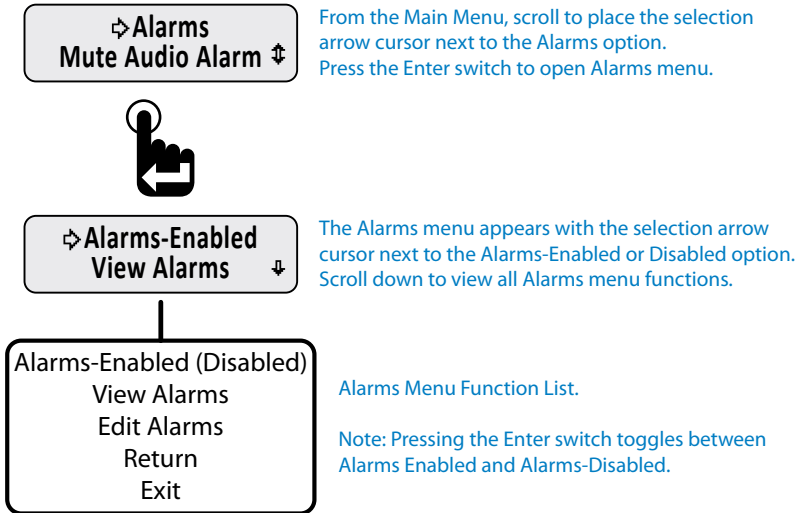 Alarms
Mute Audio Alarm
From the Main Menu, scroll to place the selection
arrow cursor next to the Alarms option.
Press the Enter switch to open Alarms menu.
Alarms-Enabled
View Alarms
The Alarms menu appears with the selection arrow
cursor next to the Alarms-Enabled or Disabled option.
Scroll down to view all Alarms menu functions.
Alarms-Enabled (Disabled)
View Alarms
Edit Alarms
Return
Exit
Alarms Menu Function List.
Note: Pressing the Enter switch toggles between
Alarms Enabled and Alarms-Disabled.